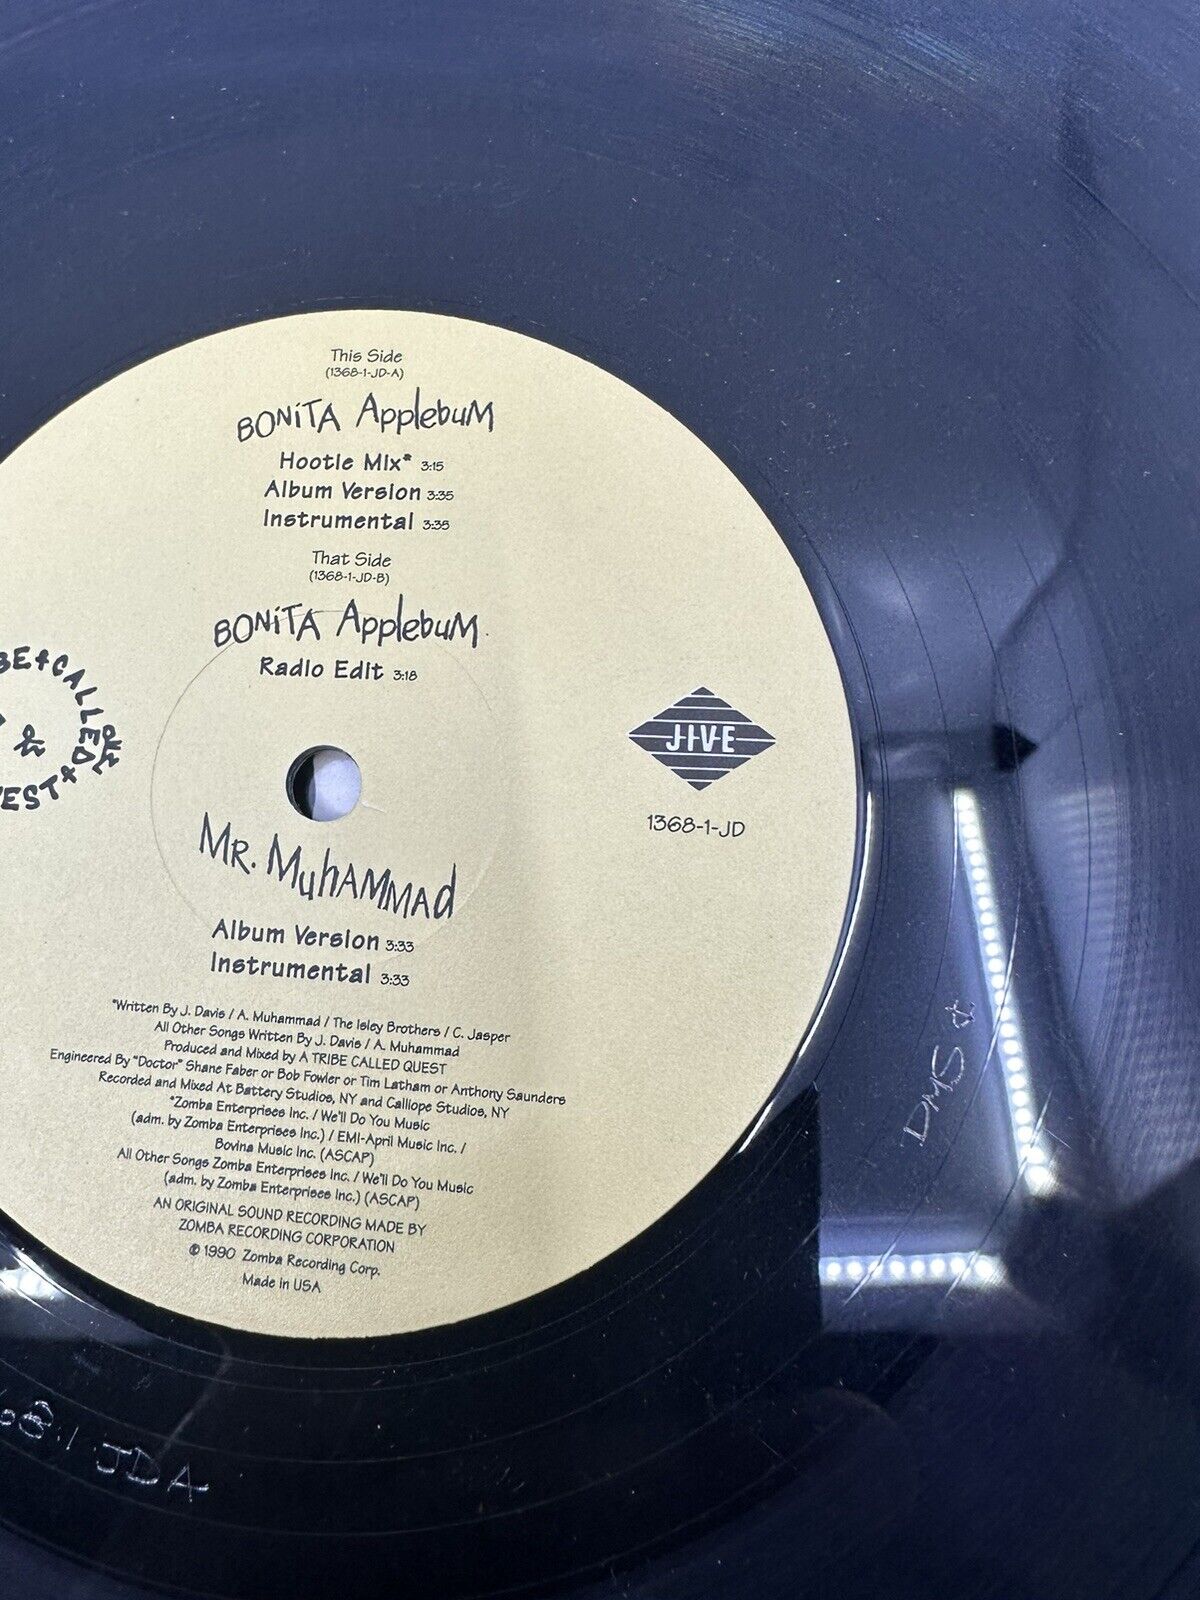 This Side
(1368-1-JD-A)
BONiTA ApplebuM
Hootie Mix* 3:15
Album Version 3:35
Instrumental 3:35
That Side
(1368-1-JD-B)
BONiTA ApplebuM
Radio Edit 3:18
CALLED
JIVE
1368-1-JD
MR. MuhAMMAd
Album Version 3:33
Instrumental 3:33
*Written By J. Davis / A. Muhammad / The Isley Brothers / C. Jasper
All Other Songs Written By J. Davis / A. Muhammad
Produced and Mixed by A TRIBE CALLED QUEST
Engineered By "Doctor" Shane Faber or Bob Fowler or Tim Latham or Anthony Saunders
Recorded and Mixed At Battery Studios, NY and Calliope Studios, NY
*Zomba Enterprises Inc. / We'll Do You Music
(adm. by Zomba Enterprises Inc.) / EMI-April Music Inc. /
Bovina Music Inc. (ASCAP)
All Other Songs Zomba Enterprises Inc. / We'll Do You Music
(adm. by Zomba Enterprises Inc.) (ASCAP)
AN ORIGINAL SOUND RECORDING MADE BY
ZOMBA RECORDING CORPORATION
℗ 1990 Zomba Recording Corp.
Made in USA
DMS
68.1 JDA